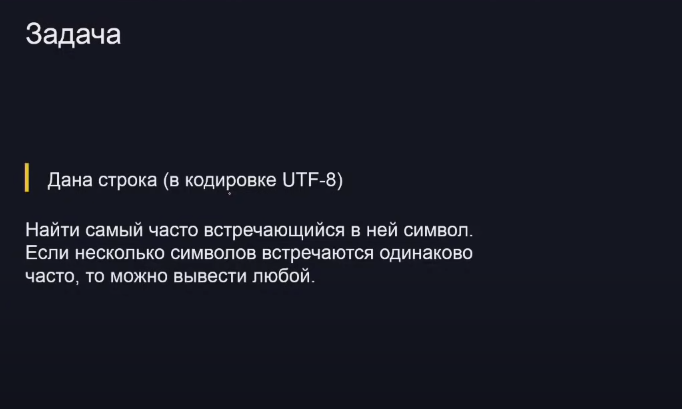 Задача
Дана строка (в кодировке UTF-8)
Найти самый часто встречающийся в ней символ.
Если несколько символов встречаются одинаково
часто, то можно вывести любой.